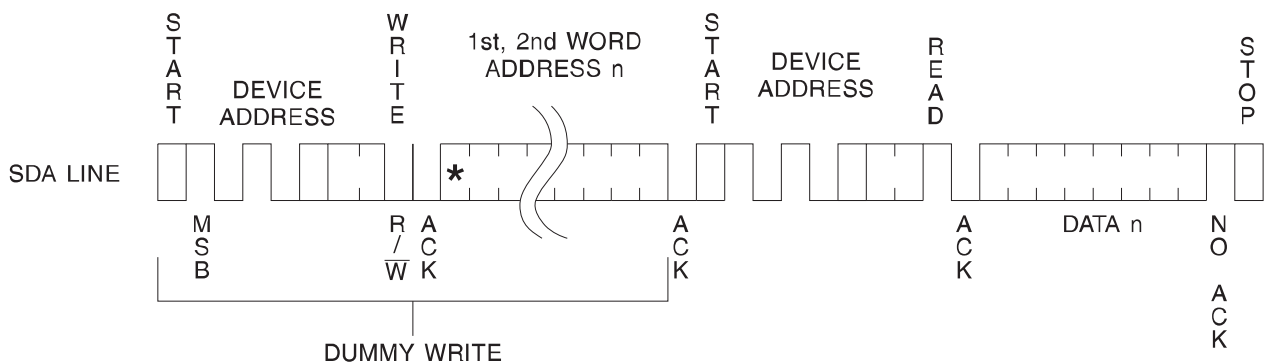 START
WRITE
1st, 2nd WORD
ADDRESS n
START
DEVICE
ADDRESS
READ
STOP
DEVICE
ADDRESS
SDA LINE
*
MSB
R/W
ACK
ACK
ACK
DATA n
NO ACK
DUMMY WRITE